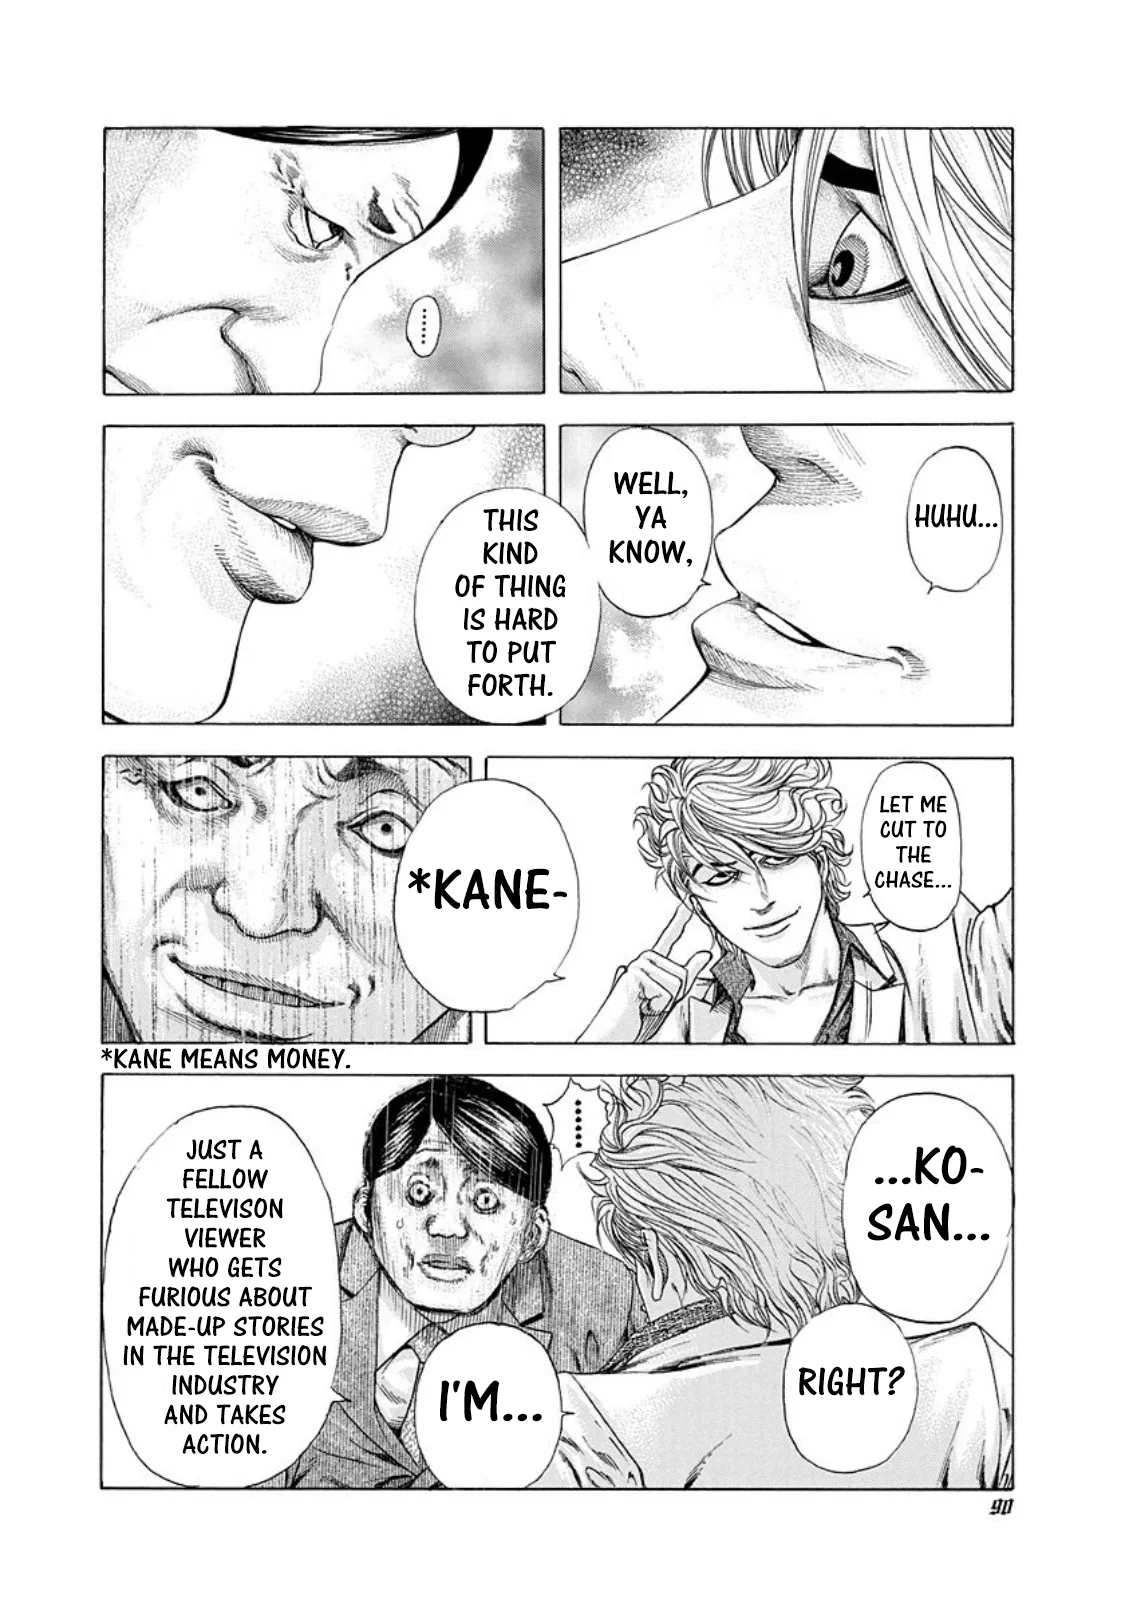 ......
HUHU...
WELL,
YA
KNOW,
THIS
KIND
OF THING
IS HARD
TO PUT
FORTH.
LET ME
CUT TO
THE
CHASE...
*KANE-
*KANE MEANS MONEY.
...KO-
SAN...
RIGHT?
.......
I'M...
JUST A
FELLOW
TELEVISON
VIEWER
WHO GETS
FURIOUS ABOUT
MADE-UP STORIES
IN THE TELEVISION
INDUSTRY
AND TAKES
ACTION.
90